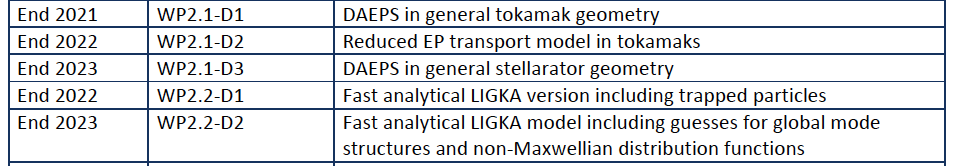 End 2021 WP2.1-D1 DAEPS in general tokamak geometry
End 2022 WP2.1-D2 Reduced EP transport model in tokamaks
End 2023 WP2.1-D3 DAEPS in general stellarator geometry
End 2022 WP2.2-D1 Fast analytical LIGKA version including trapped particles
End 2023 WP2.2-D2 Fast analytical LIGKA model including guesses for global mode
structures and non-Maxwellian distribution functions